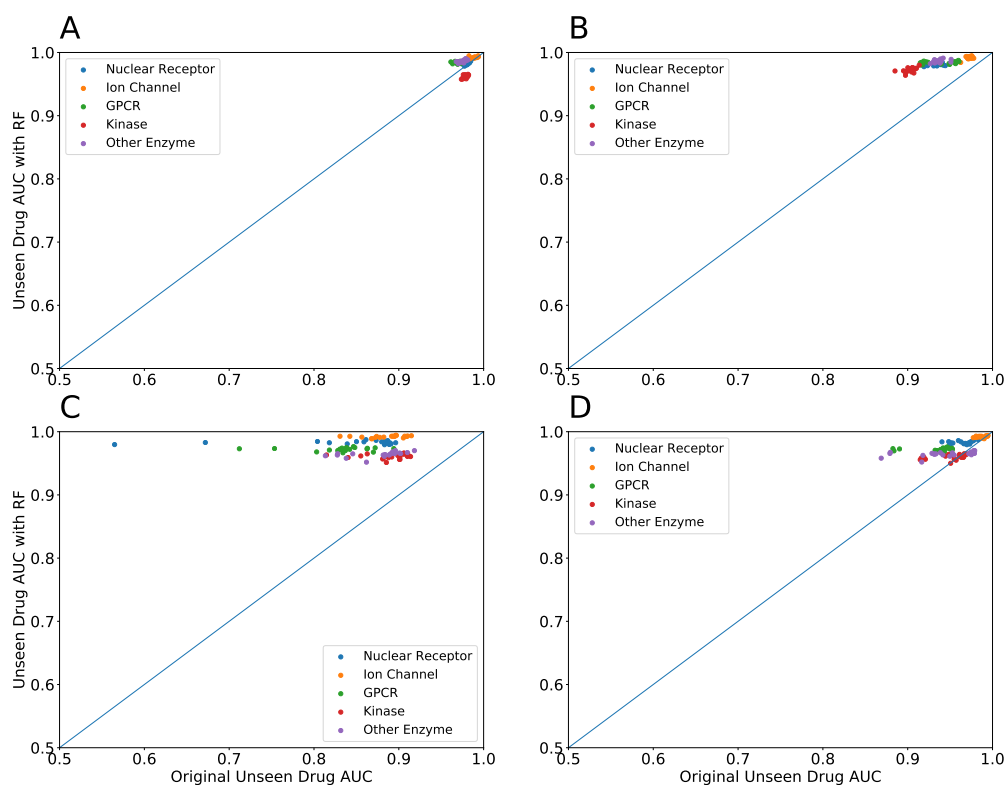 A
1.0
0.9
0.8
0.7
0.6
0.5
Unseen Drug AUC with RF
Nuclear Receptor
Ion Channel
GPCR
Kinase
Other Enzyme
0.5 0.6 0.7 0.8 0.9 1.0
B
1.0
0.9
0.8
0.7
0.6
0.5
Nuclear Receptor
Ion Channel
GPCR
Kinase
Other Enzyme
0.5 0.6 0.7 0.8 0.9 1.0
C
1.0
0.9
0.8
0.7
0.6
0.5
Unseen Drug AUC with RF
Nuclear Receptor
Ion Channel
GPCR
Kinase
Other Enzyme
0.5 0.6 0.7 0.8 0.9 1.0
Original Unseen Drug AUC
D
1.0
0.9
0.8
0.7
0.6
0.5
Nuclear Receptor
Ion Channel
GPCR
Kinase
Other Enzyme
0.5 0.6 0.7 0.8 0.9 1.0
Original Unseen Drug AUC